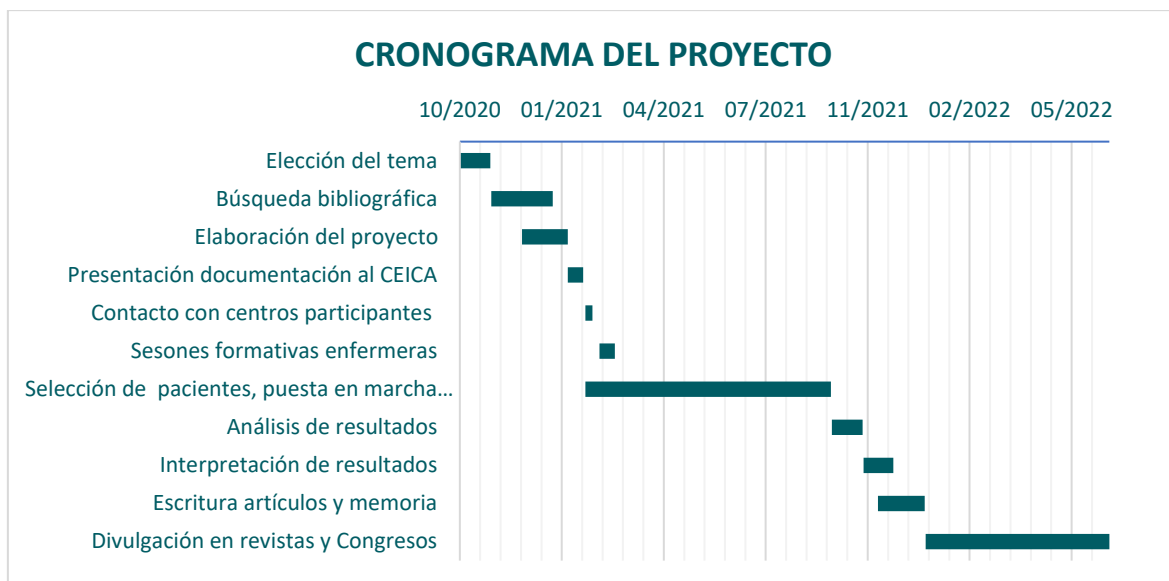 CRONOGRAMA DEL PROYECTO
10/2020 01/2021 04/2021 07/2021 11/2021 02/2022 05/2022
Elección del tema
Búsqueda bibliográfica
Elaboración del proyecto
Presentación documentación al CEICA
Contacto con centros participantes
Sesones formativas enfermeras
Selección de pacientes, puesta en marcha...
Análisis de resultados
Interpretación de resultados
Escritura artículos y memoria
Divulgación en revistas y Congresos